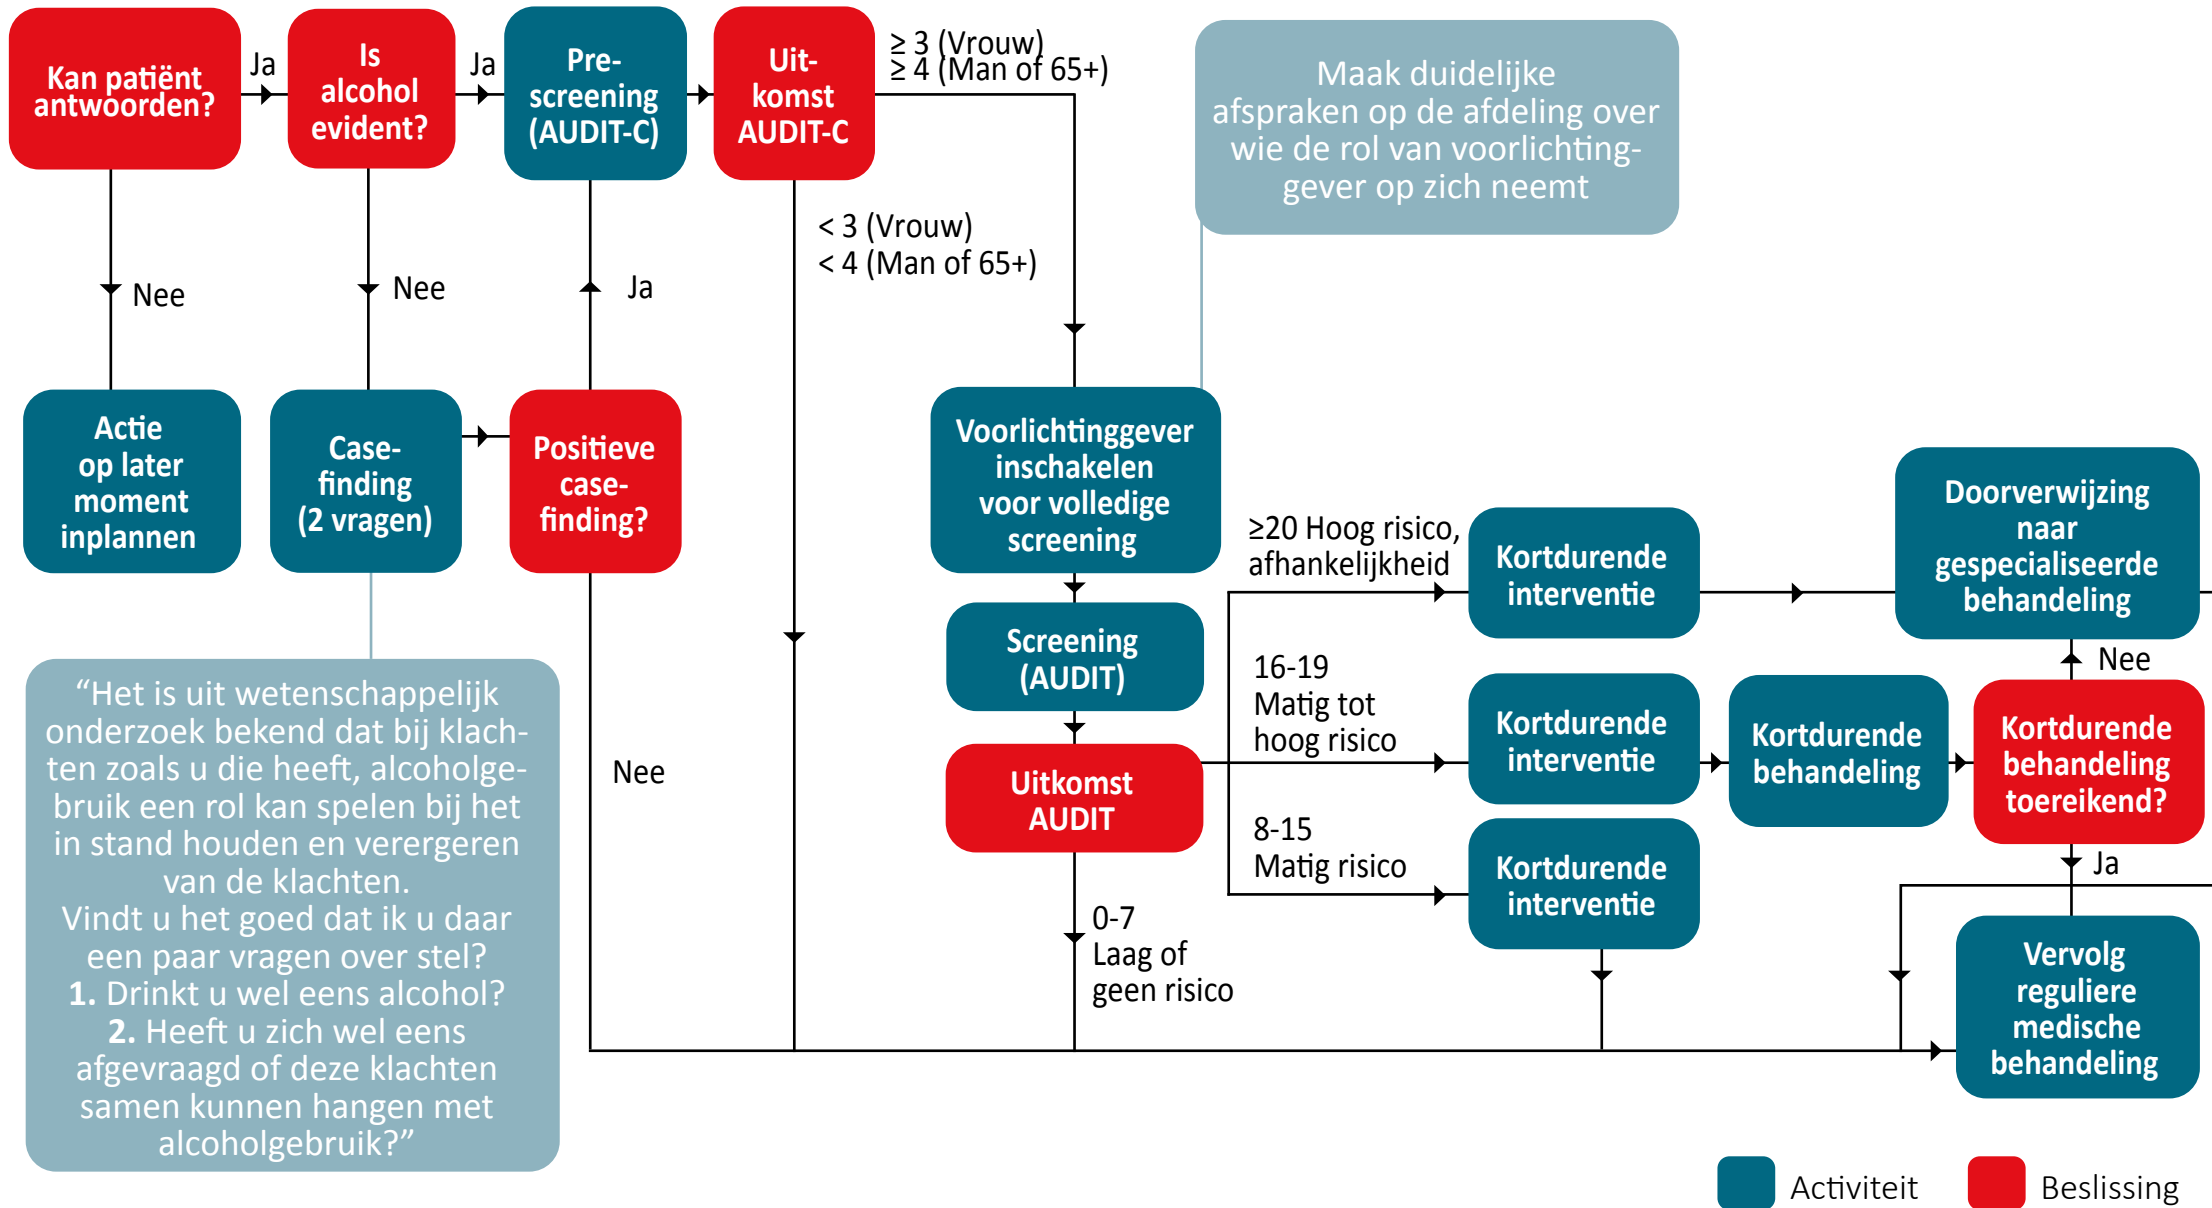 Kan patiënt
antwoorden?
Ja
Is
alcohol
evident?
Ja
Pre-
screening
(AUDIT-C)
Uit-
komst
AUDIT-C
≥ 3 (Vrouw)
≥ 4 (Man of 65+)
Maak duidelijke
afspraken op de afdeling over
wie de rol van voorlichting-
gever op zich neemt
< 3 (Vrouw)
< 4 (Man of 65+)
Nee
Nee
Ja
Actie
op later
moment
inplannen
Case-
finding
(2 vragen)
Positieve
case-
finding?
Voorlichtinggever
inschakelen
voor volledige
screening
≥20 Hoog risico,
afhankelijkheid
Kortdurende
interventie
Doorverwijzing
naar
gespecialiseerde
behandeling
Screening
(AUDIT)
16-19
Matig tot
hoog risico
Kortdurende
interventie
Kortdurende
behandeling
Nee
Kortdurende
behandeling
toereikend?
“Het is uit wetenschappelijk
onderzoek bekend dat bij klach-
ten zoals u die heeft, alcoholge-
bruik een rol kan spelen bij het
in stand houden en verergeren
van de klachten.
Vindt u het goed dat ik u daar
een paar vragen over stel?
1. Drinkt u wel eens alcohol?
2. Heeft u zich wel eens
afgevraagd of deze klachten
samen kunnen hangen met
alcoholgebruik?”
Nee
Uitkomst
AUDIT
8-15
Matig risico
Kortdurende
interventie
Ja
0-7
Laag of
geen risico
Vervolg
reguliere
medische
behandeling
Activiteit
Beslissing